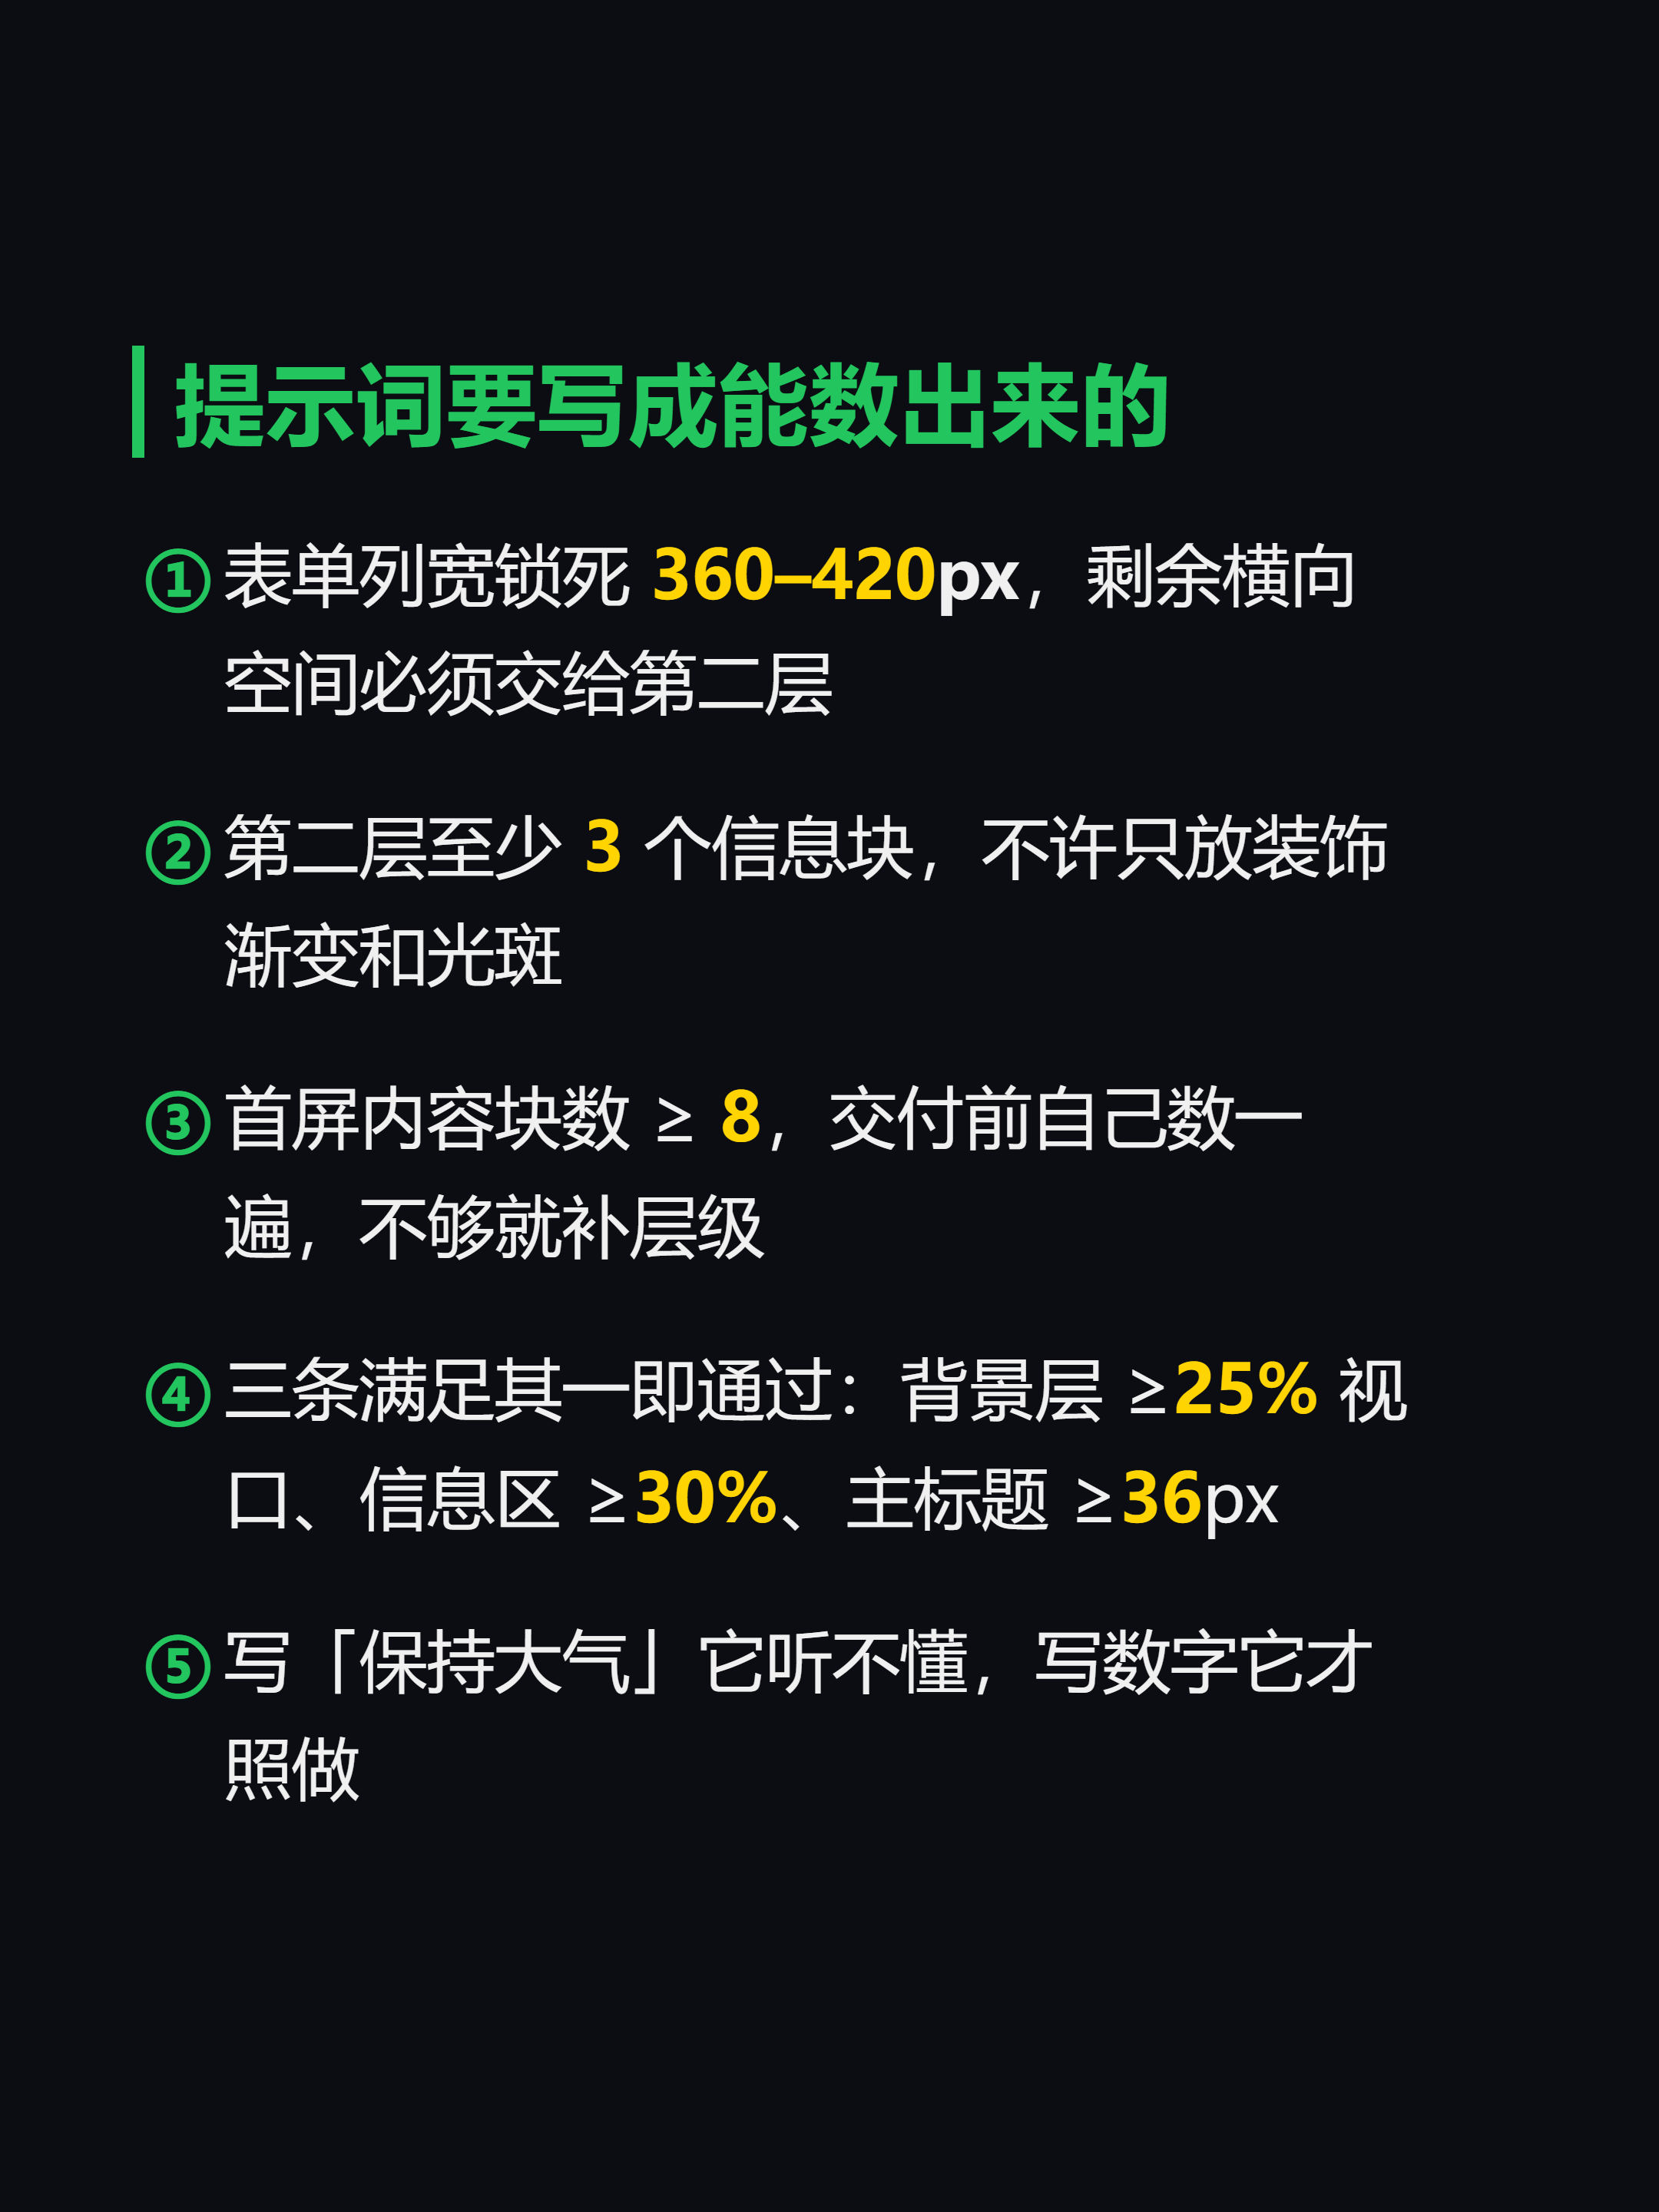 提示词要写成能数出来的
① 表单列宽锁死 360–420px，剩余横向
空间必须交给第二层
② 第二层至少 3 个信息块，不许只放装饰
渐变和光斑
③ 首屏内容块数 ≥ 8，交付前自己数一
遍，不够就补层级
④ 三条满足其一即通过：背景层 ≥25% 视
口、信息区 ≥30%、主标题 ≥36px
⑤ 写「保持大气」它听不懂，写数字它才
照做